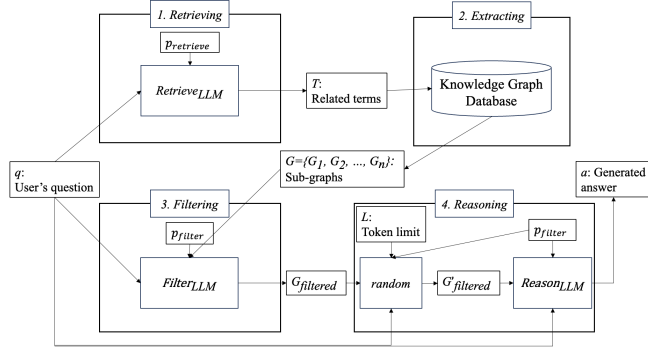 1. Retrieving
p_retrieve
Retrieve_LLM
T:
Related terms
2. Extracting
Knowledge Graph
Database
q:
User's question
G={G_1, G_2, ..., G_n}:
Sub-graphs
a: Generated
answer
3. Filtering
p_filter
Filter_LLM
G_filtered
4. Reasoning
L:
Token limit
p_filter
random
G'_filtered
Reason_LLM